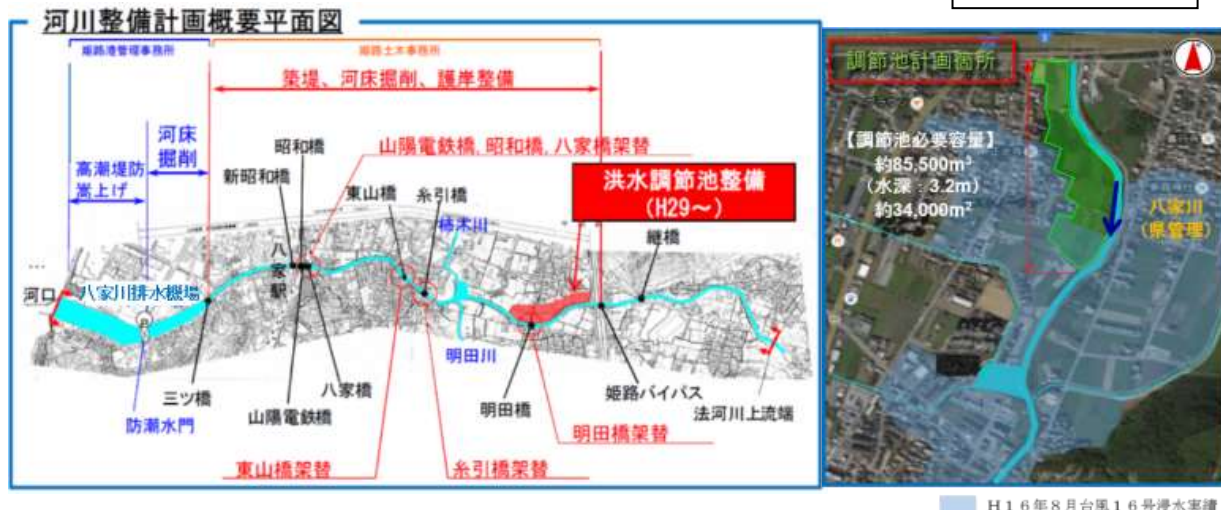 河川整備計画概要平面図
姫路港管理事務所
姫路土木事務所
築堤、河床掘削、護岸整備
河床
掘削
高潮堤防
嵩上げ
昭和橋
新昭和橋
山陽電鉄橋、昭和橋、八家橋架替
東山橋
糸引橋
洪水調節池整備
(H29～)
八家駅
柿木川
継橋
河口
八家川排水機場
P
三ツ橋
防潮水門
山陽電鉄橋
八家橋
明田川
明田橋
姫路バイパス
法河川上流端
明田橋架替
東山橋架替
糸引橋架替
調節池計画箇所
【調節池必要容量】
約85,500m³
(水深：3.2m)
約34,000m²
八家川
(県管理)
H16年8月台風16号浸水実績